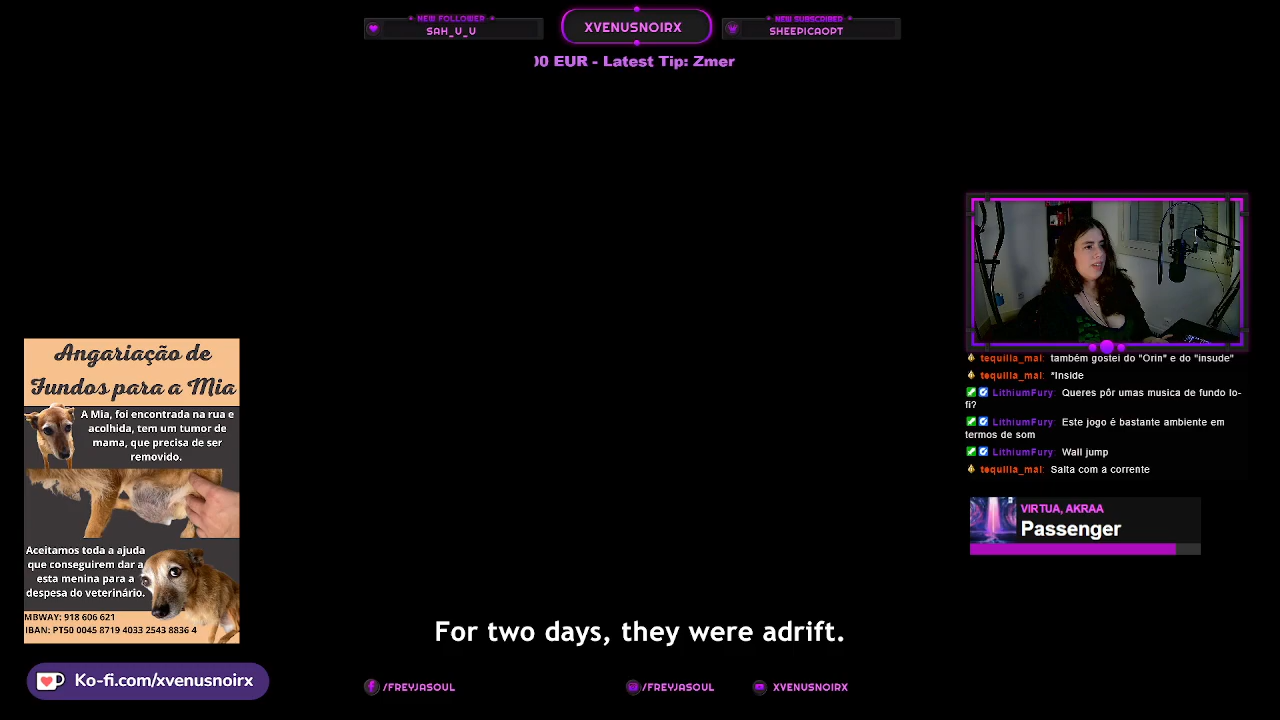 NEW FOLLOWER
SAH_U_U
XVENUSNOIRX
NEW SUBSCRIBER
SHEEPICAOPT
00 EUR - Latest Tip: Zmer
Angariação de
Fundos para a Mia
A Mia, foi encontrada na rua e
acolhida, tem um tumor de
mama, que precisa de ser
removido.
Aceitamos toda a ajuda
que conseguirem dar a
esta menina para a
despesa do veterinário.
MBWAY: 918 606 621
IBAN: PT50 0045 8719 4033 2543 8836 4
Ko-fi.com/xvenusnoirx
tequilla_mal: também gostei do "Orin" e do "insude"
tequilla_mal: *Inside
LithiumFury: Queres pôr umas musica de fundo lo-
fi?
LithiumFury: Este jogo é bastante ambiente em
termos de som
LithiumFury: Wall jump
tequilla_mal: Salta com a corrente
VIRTUA, AKRAA
Passenger
For two days, they were adrift.
/FREYJASOUL
/FREYJASOUL
XVENUSNOIRX